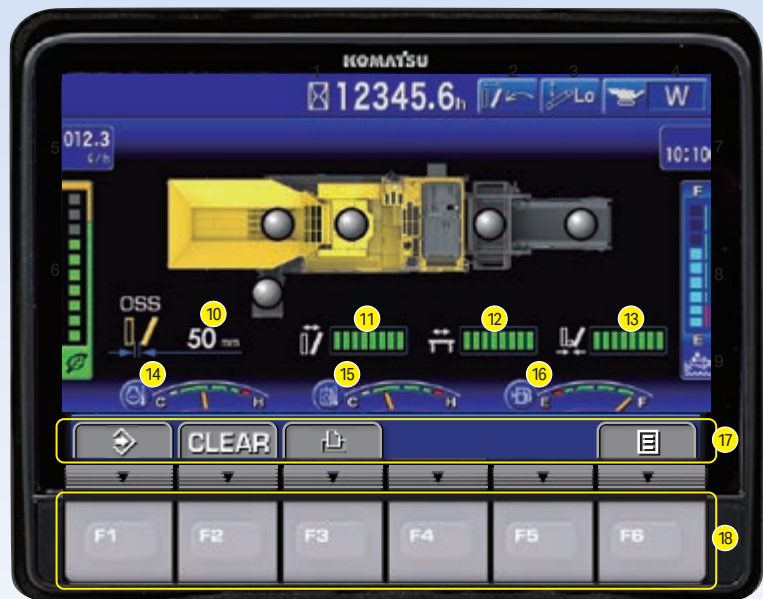 KOMATSU
1 2 3 4
12345.6h Lo W
5 012.3 7
10:10
F
6 8
OSS 10 11 12 13
50 mm E
9
14 15 16
C H C H E F
CLEAR 17
F1 F2 F3 F4 F5 F6 18